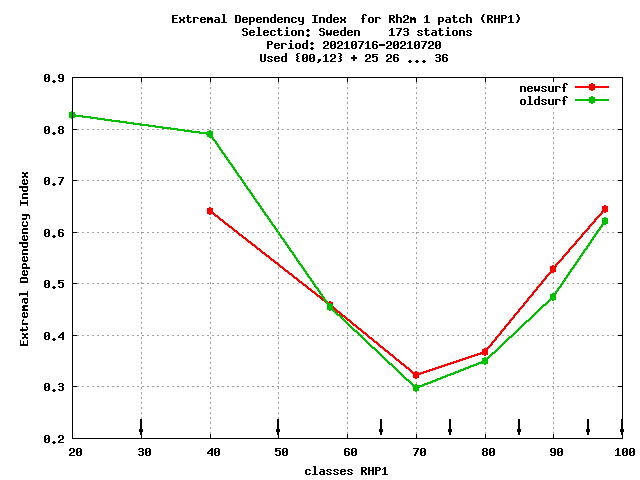 Extremal Dependency Index  for Rh2m 1 patch (RHP1)
Selection: Sweden    173 stations
Period: 20210716-20210720
Used {00,12} + 25 26 ... 36
newsurf
oldsurf
Extremal Dependency Index
0.9
0.8
0.7
0.6
0.5
0.4
0.3
0.2
20 30 40 50 60 70 80 90 100
classes RHP1